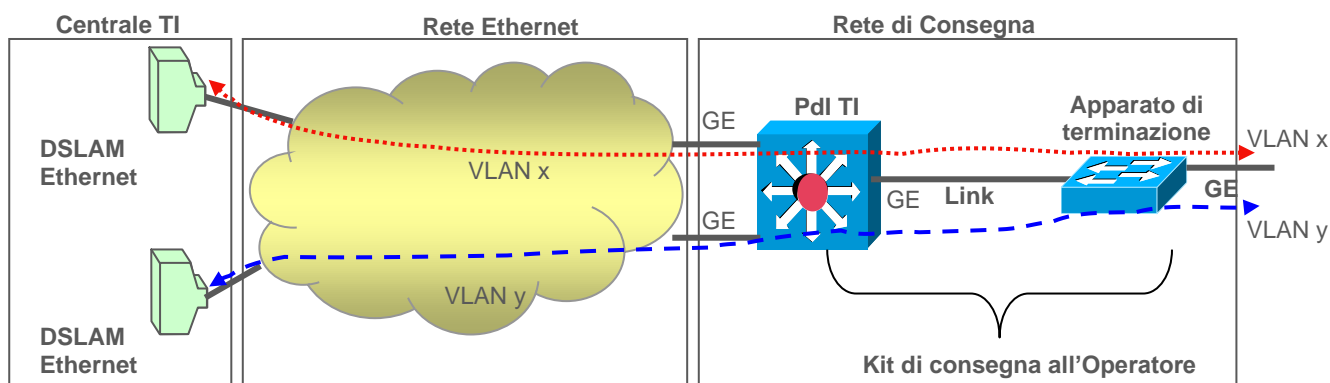 Centrale TI
Rete Ethernet
Rete di Consegna
DSLAM
Ethernet
VLAN x
GE
PdI TI
Apparato di
terminazione
VLAN x
GE
Link
GE
GE
VLAN y
VLAN y
DSLAM
Ethernet
Kit di consegna all'Operatore